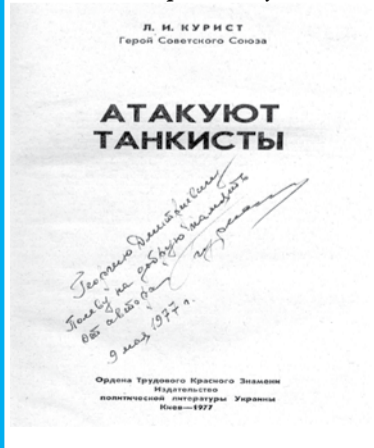 Л. И. КУРИСТ
Герой Советского Союза
АТАКУЮТ
ТАНКИСТЫ
Георгию Дмитриевичу
на добрую память
от автора
9 мая 1977 г.
Ордена Трудового Красного Знамени
Издательство
политической литературы Украины
Киев—1977